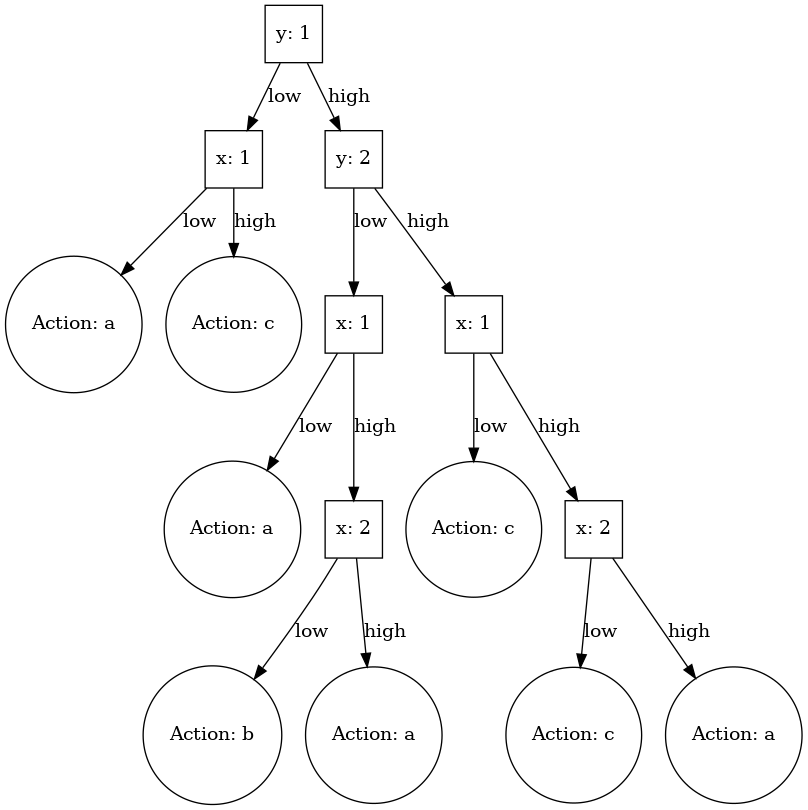 y: 1
low
high
x: 1
y: 2
low
high
low
high
Action: a
Action: c
x: 1
x: 1
low
high
low
high
Action: a
x: 2
Action: c
x: 2
low
high
low
high
Action: b
Action: a
Action: c
Action: a